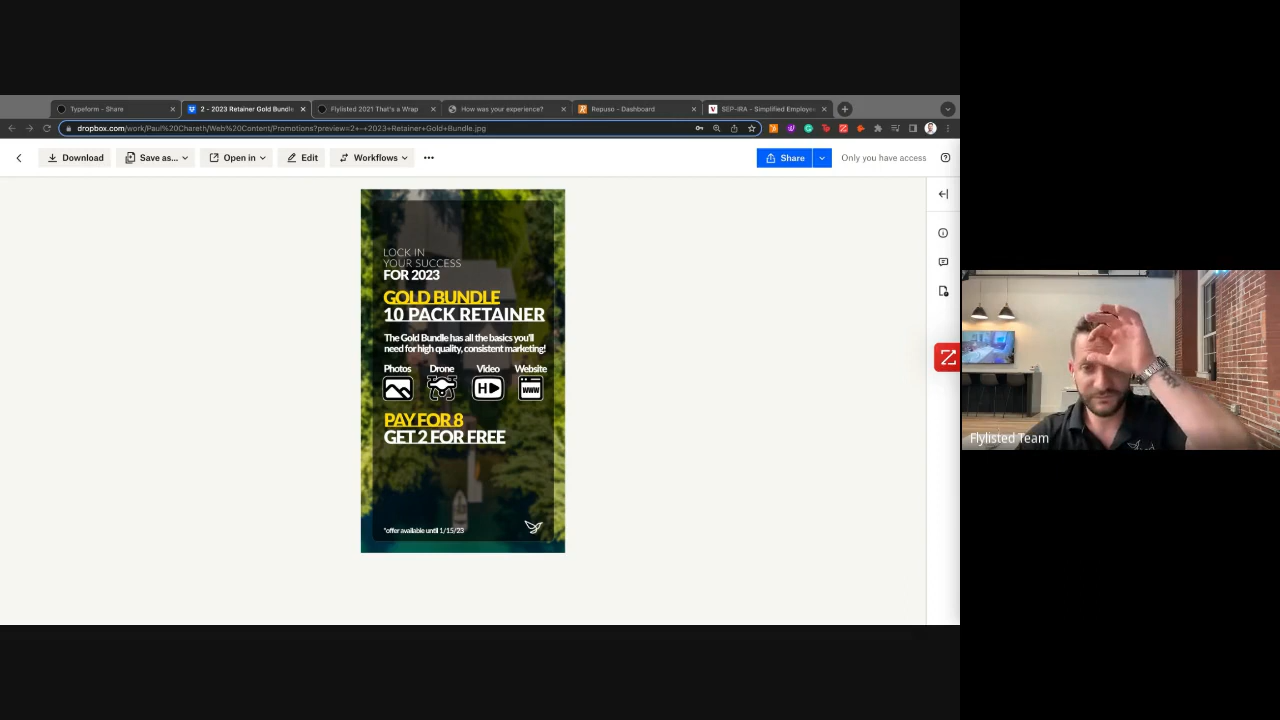 Typeform - Share
2 - 2023 Retainer Gold Bundle
Flylisted 2021 That's a Wrap
How was your experience?
Repuso - Dashboard
SEP-IRA - Simplified Employee
dropbox.com/work/Paul%20Chareth/Web%20Content/Promotions?preview=2+-+2023+Retainer+Gold+Bundle.jpg
Download
Save as...
Open in
Edit
Workflows
Share
Only you have access
LOCK IN
YOUR SUCCESS
FOR 2023
GOLD BUNDLE
10 PACK RETAINER
The Gold Bundle has all the basics you'll
need for high quality, consistent marketing!
Photos Drone Video Website
H WWW
PAY FOR 8
GET 2 FOR FREE
*offer available until 1/15/23
Flylisted Team